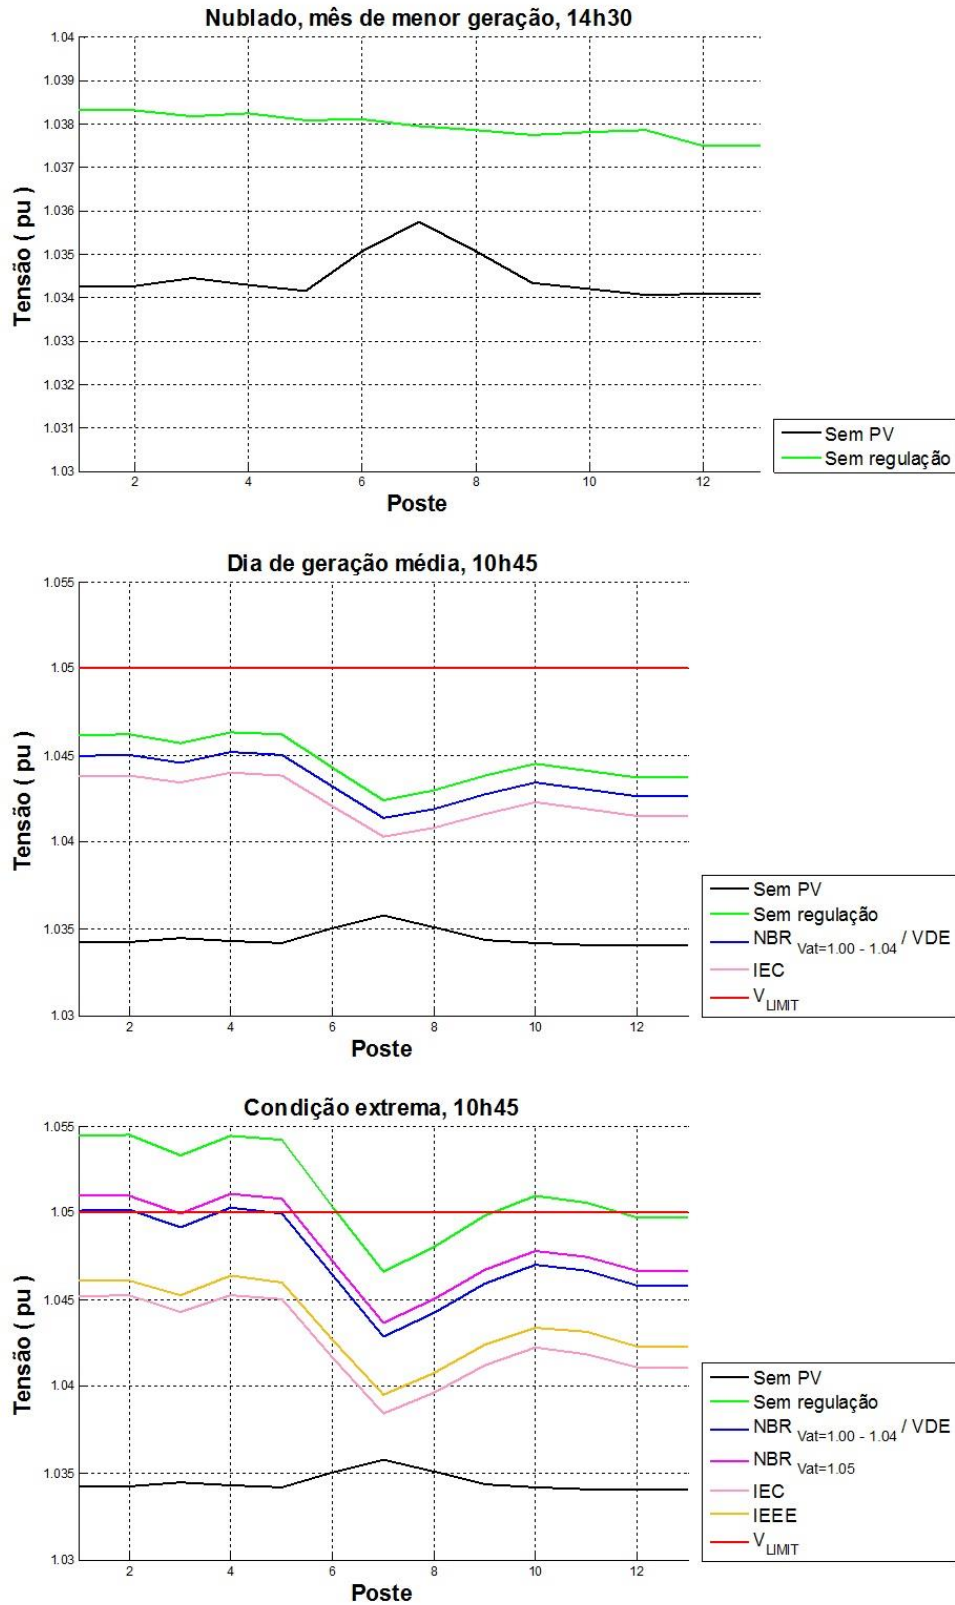 Nublado, mês de menor geração, 14h30
1.04
1.039
1.038
1.037
1.036
1.035
1.034
1.033
1.032
1.031
1.03
Tensão ( pu )
2 4 6 8 10 12
Poste
Sem PV
Sem regulação
Dia de geração média, 10h45
1.055
1.05
1.045
1.04
1.035
1.03
Tensão ( pu )
2 4 6 8 10 12
Poste
Sem PV
Sem regulação
NBR Vat=1.00 - 1.04 / VDE
IEC
VLIMIT
Condição extrema, 10h45
1.055
1.05
1.045
1.04
1.035
1.03
Tensão ( pu )
2 4 6 8 10 12
Poste
Sem PV
Sem regulação
NBR Vat=1.00 - 1.04 / VDE
NBR Vat=1.05
IEC
IEEE
VLIMIT